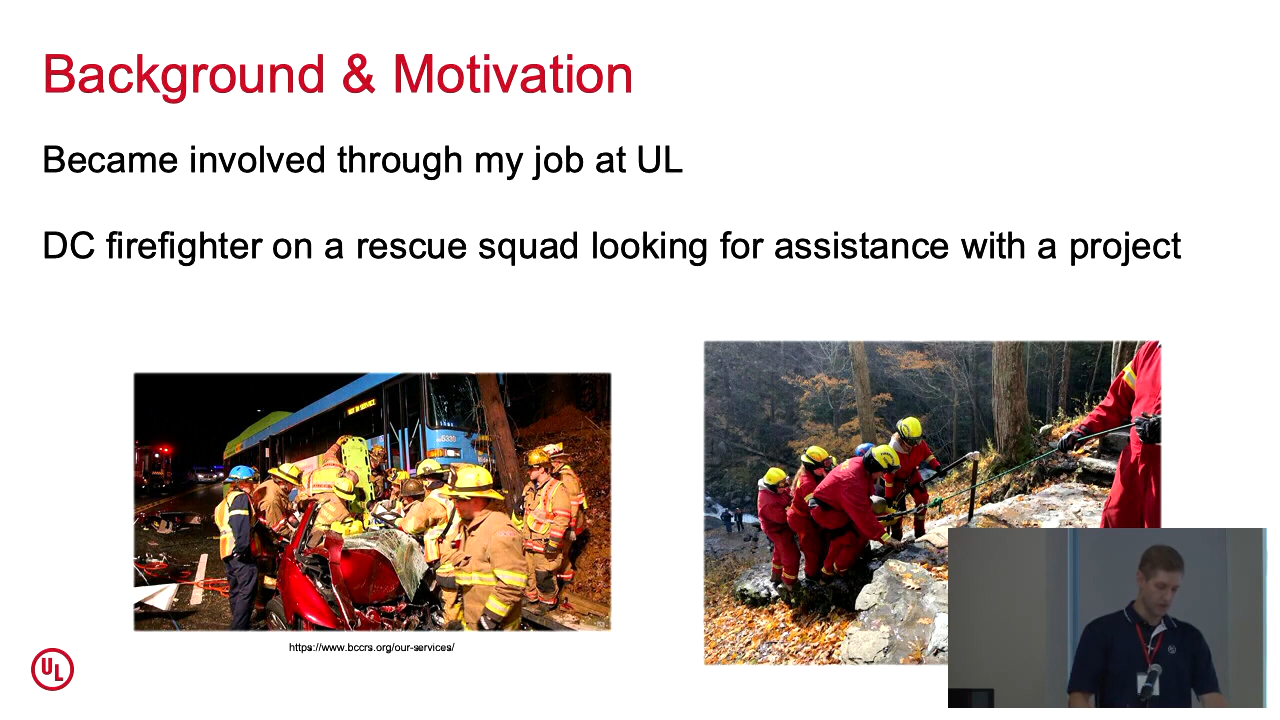 Background & Motivation
Became involved through my job at UL
DC firefighter on a rescue squad looking for assistance with a project
https://www.bccrs.org/our-services/
UL